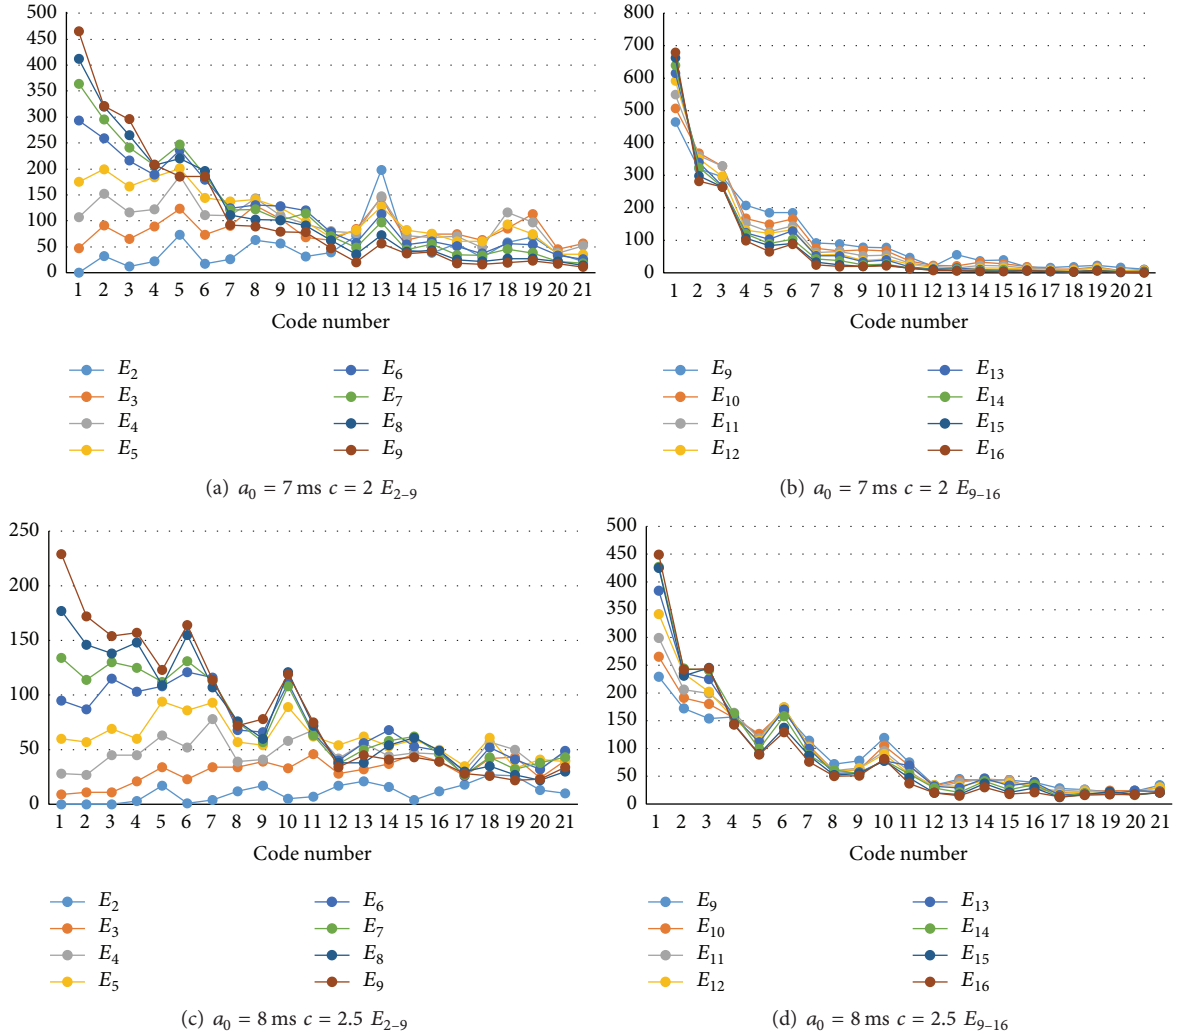 500
450
400
350
300
250
200
150
100
50
0
1 2 3 4 5 6 7 8 9 10 11 12 13 14 15 16 17 18 19 20 21
Code number
E2 E6
E3 E7
E4 E8
E5 E9
(a) a0 = 7 ms c = 2 E2–9
800
700
600
500
400
300
200
100
0
1 2 3 4 5 6 7 8 9 10 11 12 13 14 15 16 17 18 19 20 21
Code number
E9 E13
E10 E14
E11 E15
E12 E16
(b) a0 = 7 ms c = 2 E9–16
250
200
150
100
50
0
1 2 3 4 5 6 7 8 9 10 11 12 13 14 15 16 17 18 19 20 21
Code number
E2 E6
E3 E7
E4 E8
E5 E9
(c) a0 = 8 ms c = 2.5 E2–9
500
450
400
350
300
250
200
150
100
50
0
1 2 3 4 5 6 7 8 9 10 11 12 13 14 15 16 17 18 19 20 21
Code number
E9 E13
E10 E14
E11 E15
E12 E16
(d) a0 = 8 ms c = 2.5 E9–16